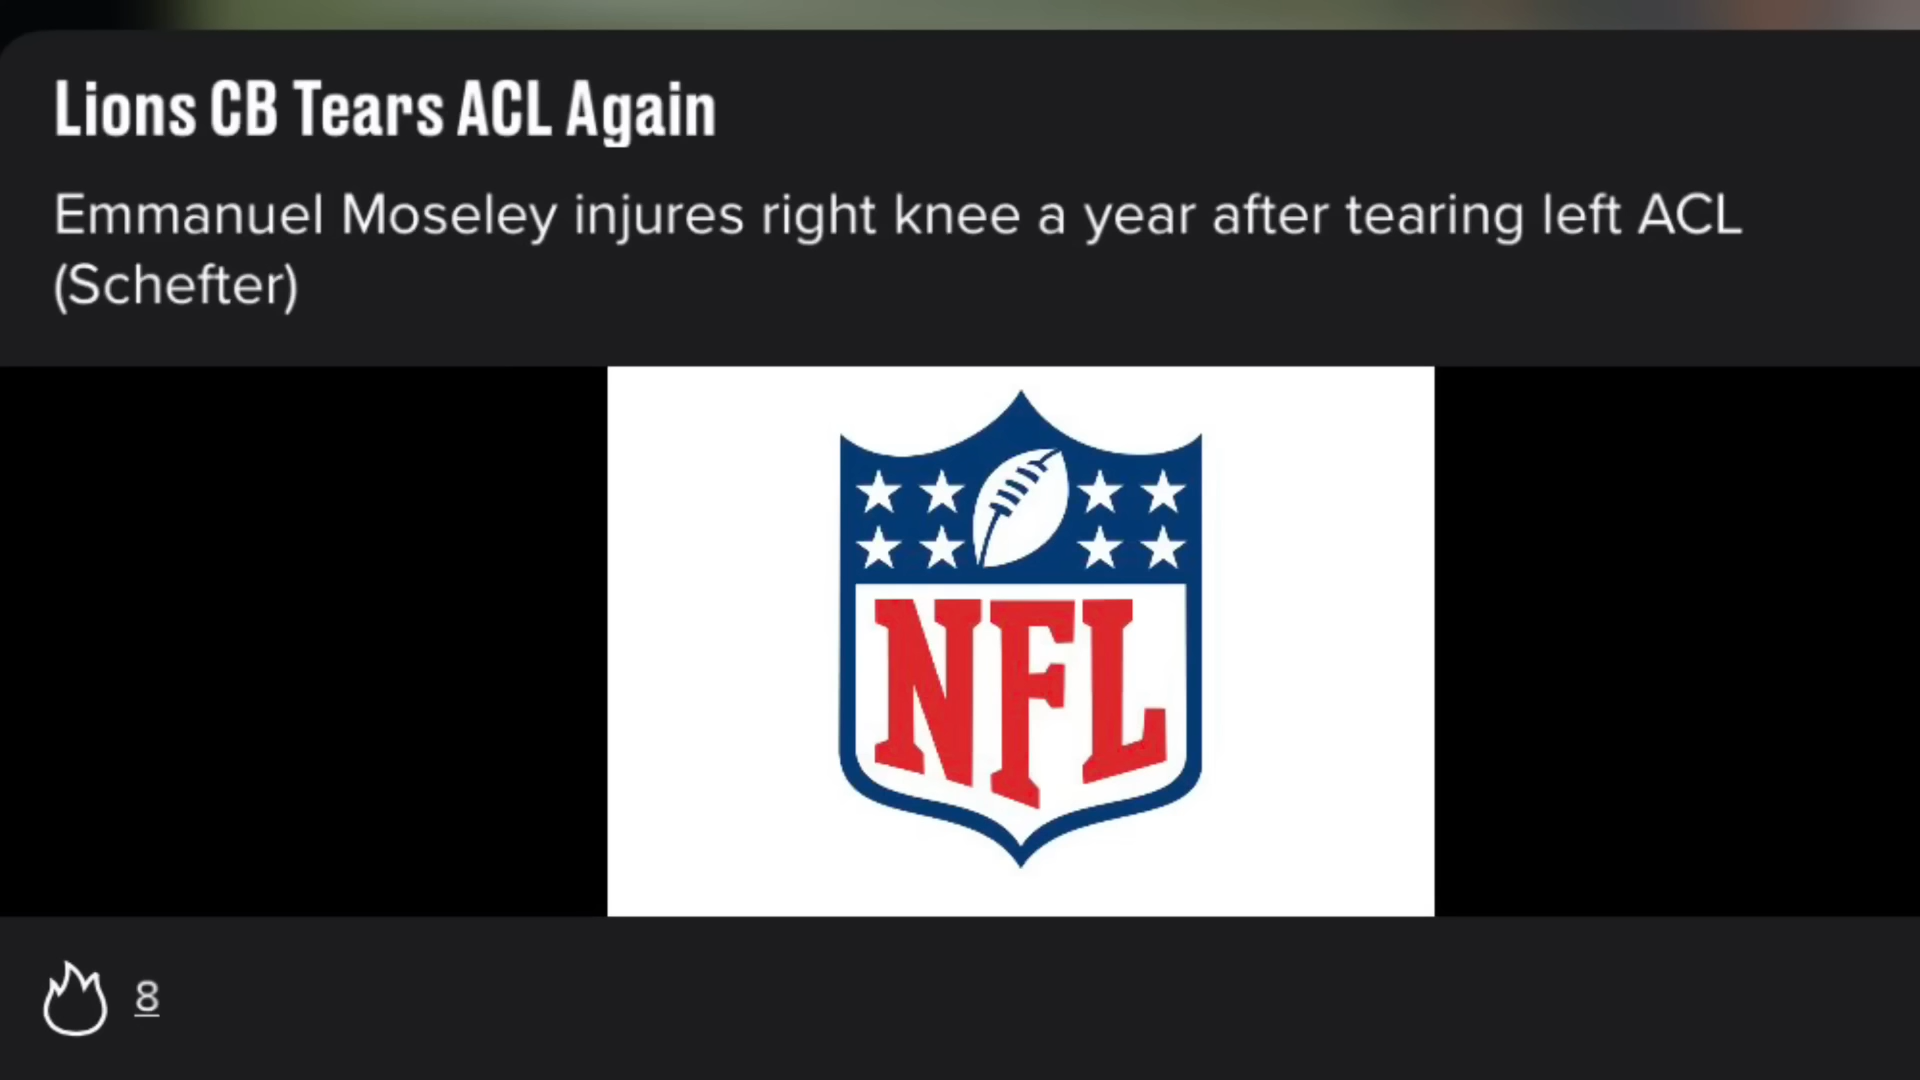 Lions CB Tears ACL Again
Emmanuel Moseley injures right knee a year after tearing left ACL
(Schefter)
NFL
8